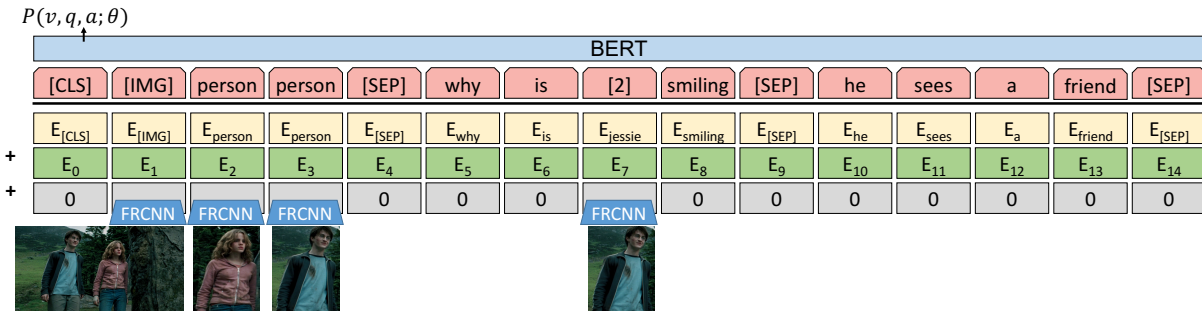 P(v, q, a; θ)
BERT
[CLS] [IMG] person person [SEP] why is [2] smiling [SEP] he sees a friend [SEP]
E[CLS] E[IMG] Eperson Eperson E[SEP] Ewhy Eis Ejessie Esmiling E[SEP] Ehe Esees Ea Efriend E[SEP]
+ E0 E1 E2 E3 E4 E5 E6 E7 E8 E9 E10 E11 E12 E13 E14
+ 0 0 0 0 0 0 0 0 0 0 0
FRCNN FRCNN FRCNN FRCNN